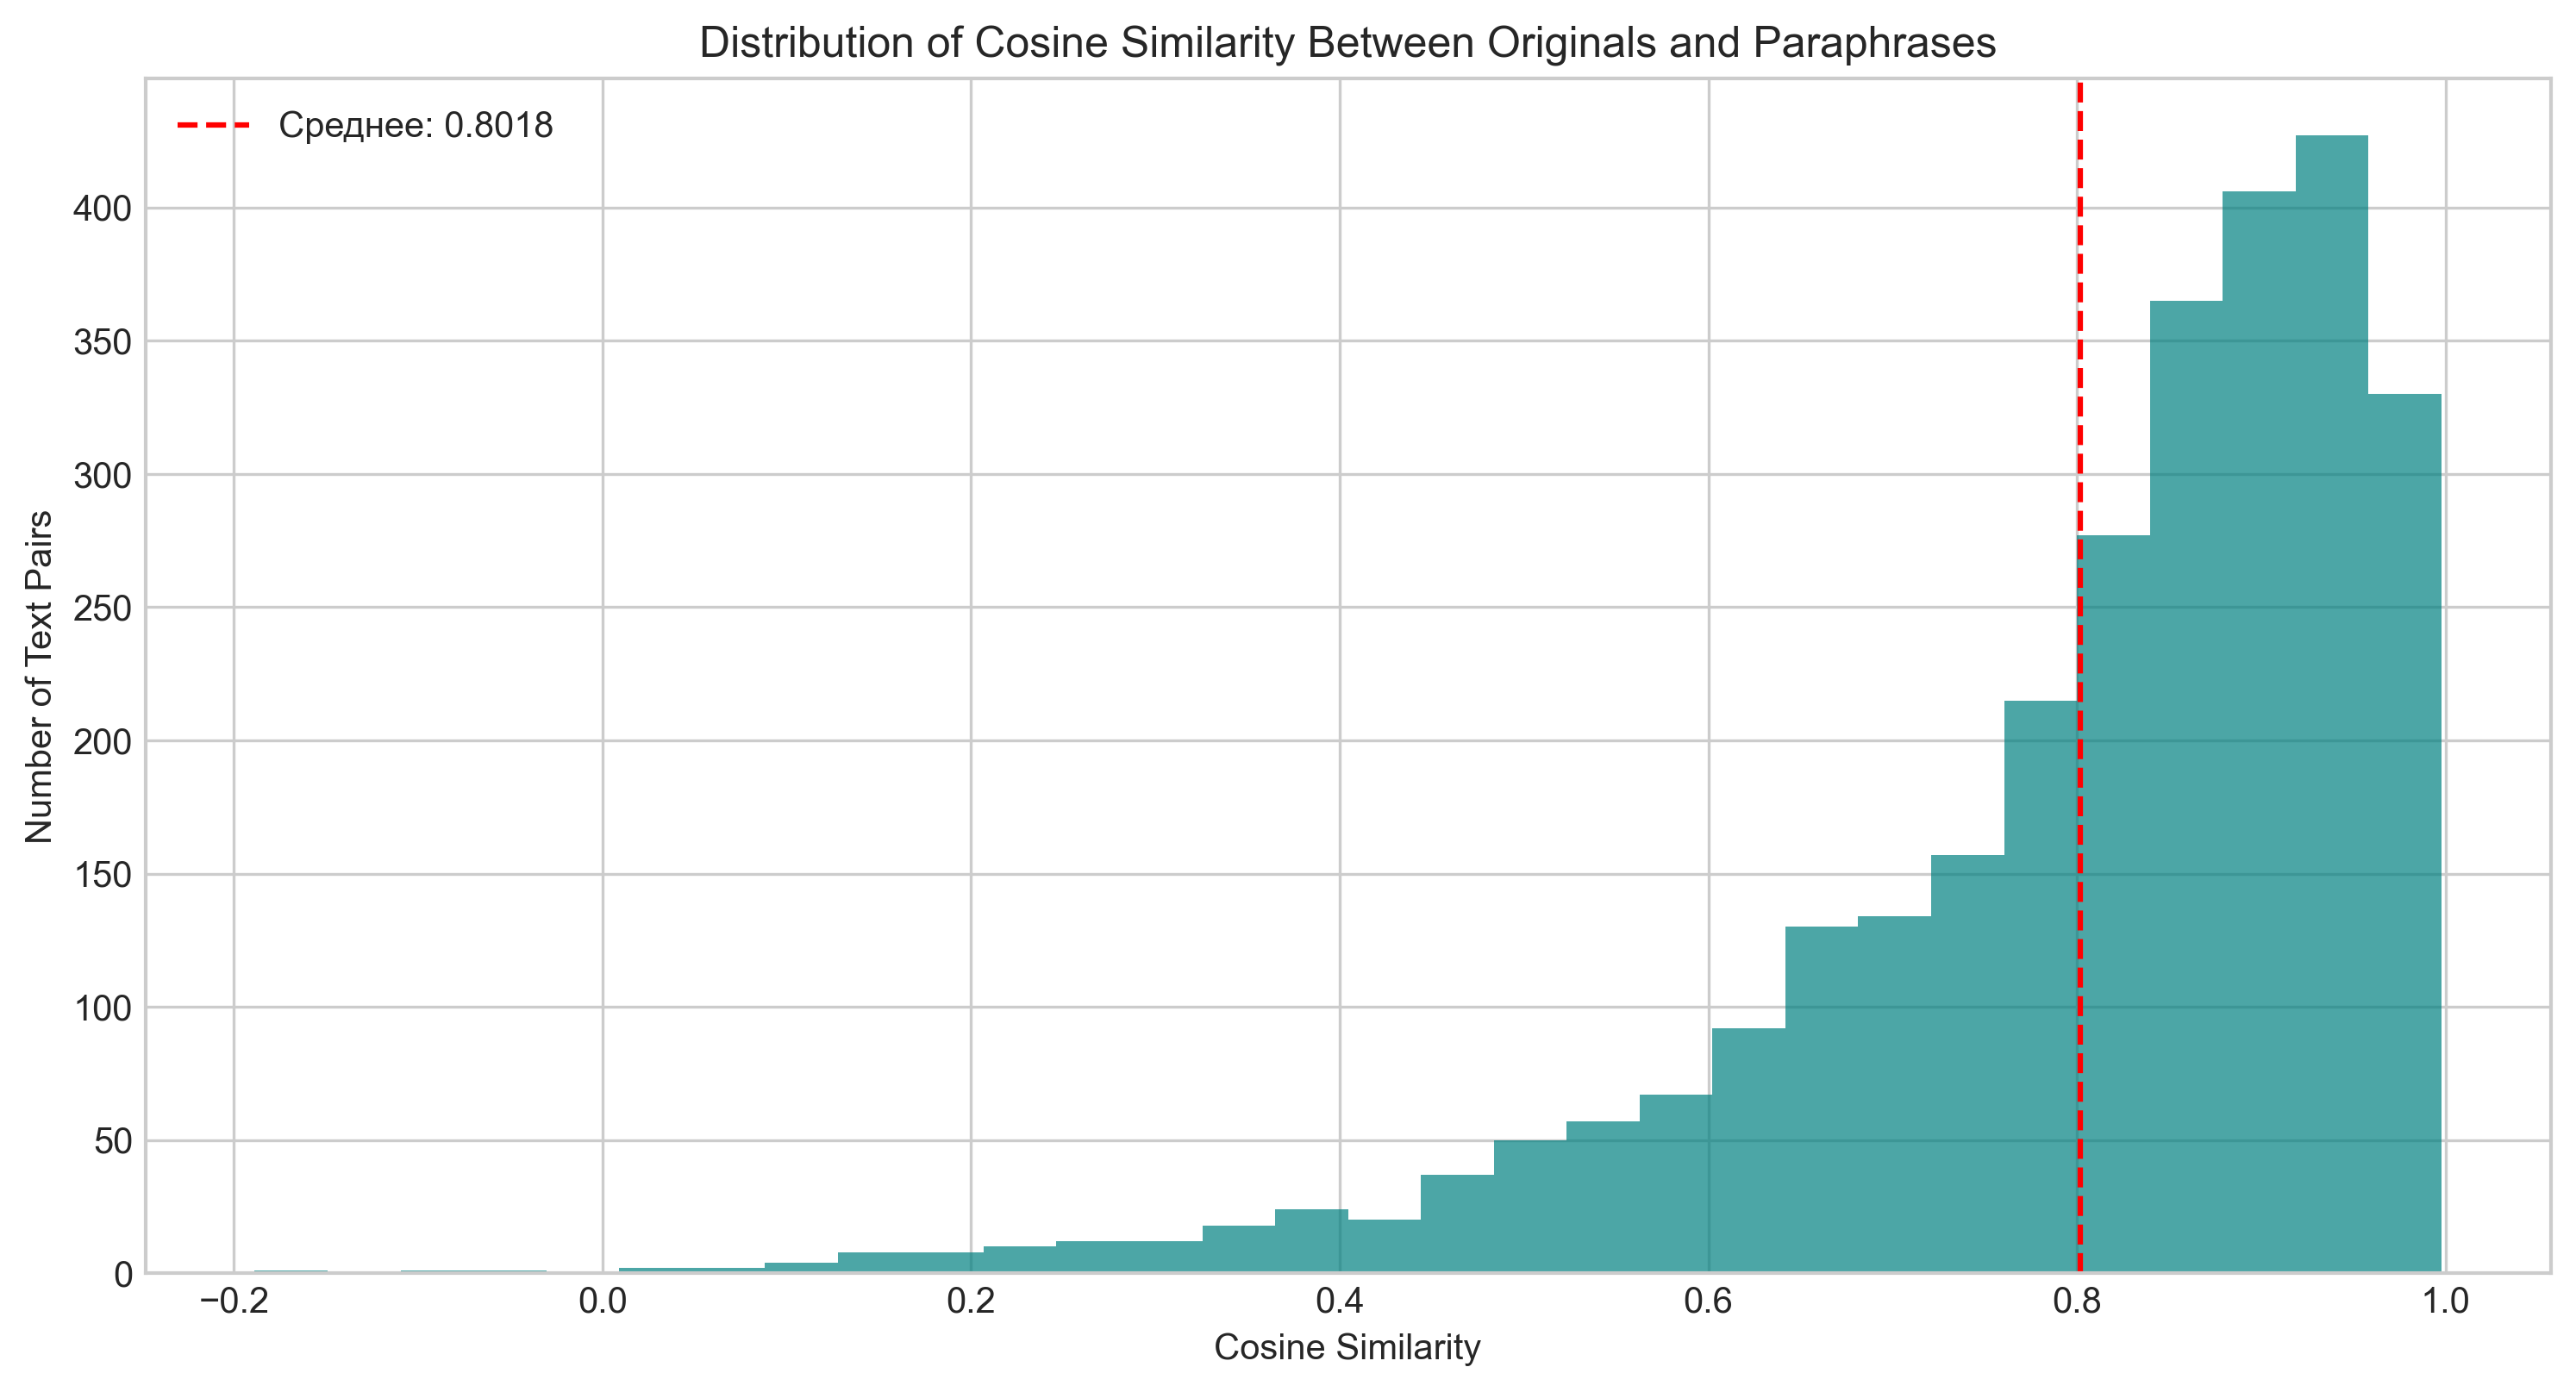 Distribution of Cosine Similarity Between Originals and Paraphrases
Среднее: 0.8018
Number of Text Pairs
400
350
300
250
200
150
100
50
0
−0.2 0.0 0.2 0.4 0.6 0.8 1.0
Cosine Similarity